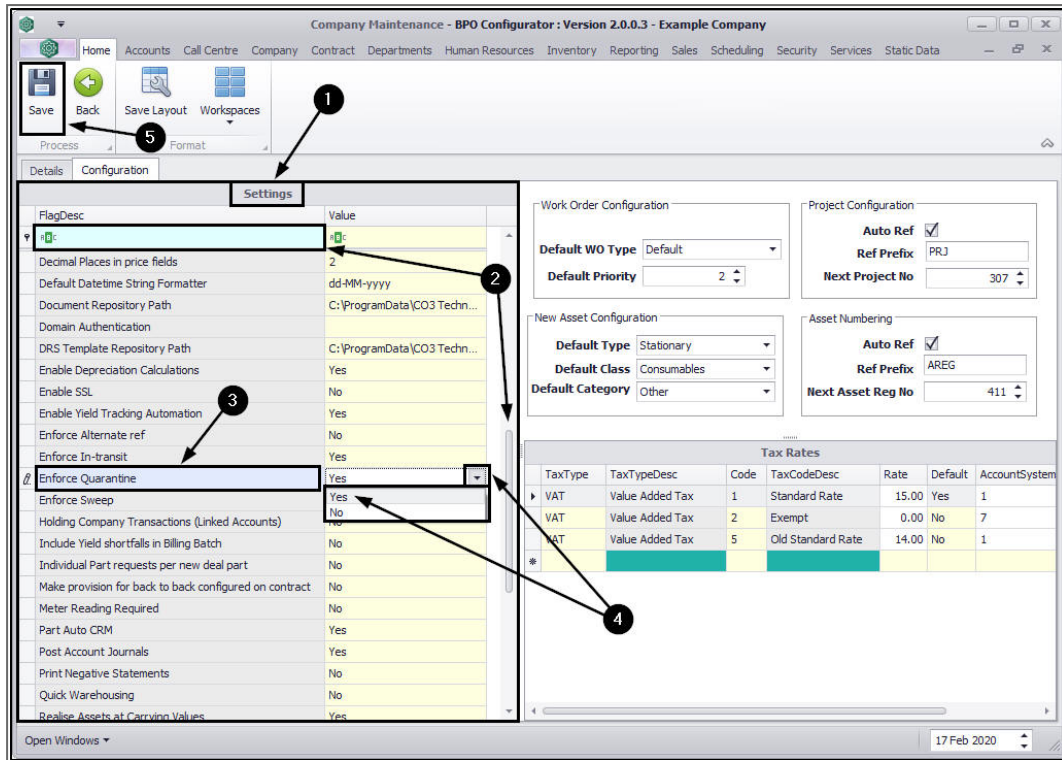 Company Maintenance - BPO Configurator : Version 2.0.0.3 - Example Company
Home Accounts Call Centre Company Contract Departments Human Resources Inventory Reporting Sales Scheduling Security Services Static Data
Save Back Save Layout Workspaces
1
5
Process Format
Details Configuration
Settings
FlagDesc Value
ABC ABC
2
Decimal Places in price fields 2
Default Datetime String Formatter dd-MM-yyyy
Document Repository Path C:\ProgramData\CO3 Techn...
Domain Authentication
DRS Template Repository Path C:\ProgramData\CO3 Techn...
Enable Depreciation Calculations Yes
Enable SSL No
3
Enable Yield Tracking Automation Yes
Enforce Alternate ref No
Enforce In-transit Yes
Enforce Quarantine Yes
Yes
No
Enforce Sweep
Holding Company Transactions (Linked Accounts) No
Include Yield shortfalls in Billing Batch No
Individual Part requests per new deal part No
Make provision for back to back configured on contract No
Meter Reading Required No
Part Auto CRM Yes
Post Account Journals Yes
Print Negative Statements No
Quick Warehousing No
Realise Assets at Carrying Values Yes
4
Work Order Configuration
Default WO Type Default
Default Priority 2
Project Configuration
Auto Ref
Ref Prefix PRJ
Next Project No 307
New Asset Configuration
Default Type Stationary
Default Class Consumables
Default Category Other
Asset Numbering
Auto Ref
Ref Prefix AREG
Next Asset Reg No 411
Tax Rates
TaxType TaxTypeDesc Code TaxCodeDesc Rate Default AccountSystem
VAT Value Added Tax 1 Standard Rate 15.00 Yes 1
VAT Value Added Tax 2 Exempt 0.00 No 7
VAT Value Added Tax 5 Old Standard Rate 14.00 No 1
Open Windows 17 Feb 2020